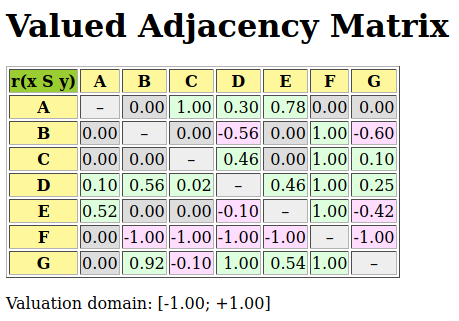 Valued Adjacency Matrix
r(x S y) A B C D E F G
A – 0.00 1.00 0.30 0.78 0.00 0.00
B 0.00 – 0.00 -0.56 0.00 1.00 -0.60
C 0.00 0.00 – 0.46 0.00 1.00 0.10
D 0.10 0.56 0.02 – 0.46 1.00 0.25
E 0.52 0.00 0.00 -0.10 – 1.00 -0.42
F 0.00 -1.00 -1.00 -1.00 -1.00 – -1.00
G 0.00 0.92 -0.10 1.00 0.54 1.00 –
Valuation domain: [-1.00; +1.00]